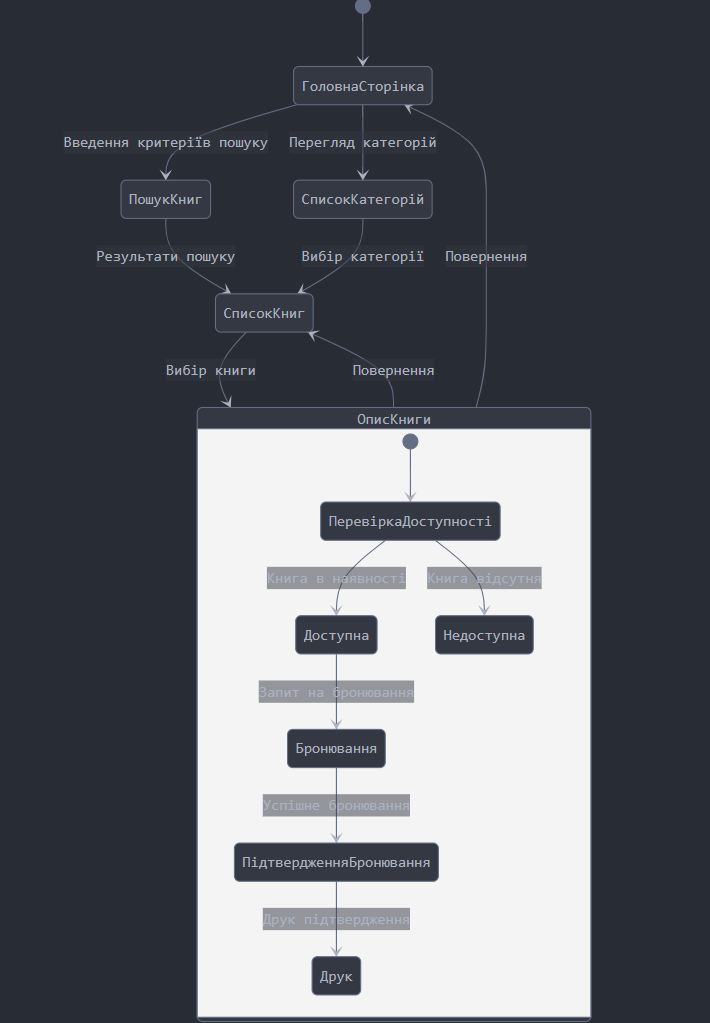 ГоловнаСторінка
Введення критеріїв пошуку
Перегляд категорій
ПошукКниг
СписокКатегорій
Результати пошуку
Вибір категорії
Повернення
СписокКниг
Вибір книги
Повернення
ОписКниги
ПеревіркаДоступності
Книга в наявності
Книга відсутня
Доступна
Недоступна
Запит на бронювання
Бронювання
Успішне бронювання
ПідтвердженняБронювання
Друк підтвердження
Друк